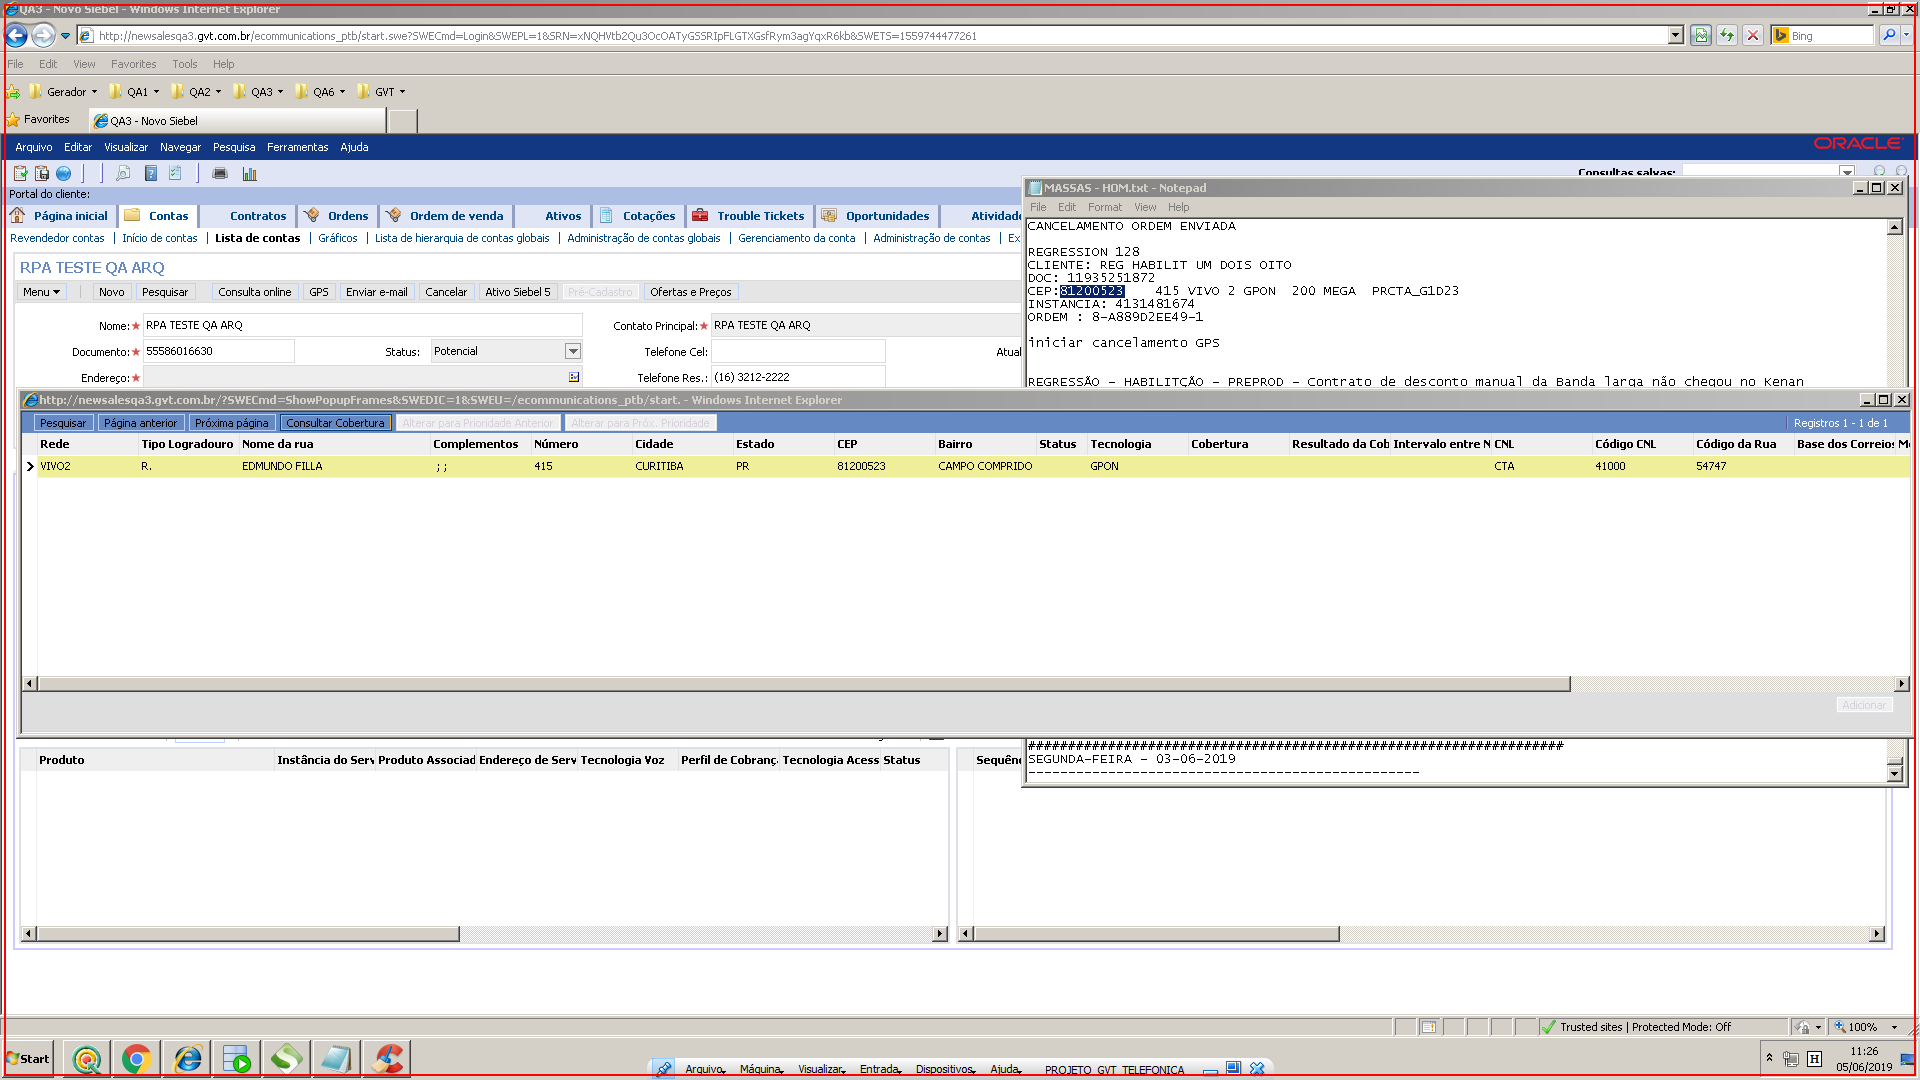 QA3 - Novo Siebel - Windows Internet Explorer
http://newsalesqa3.gvt.com.br/ecommunications_ptb/start.swe?SWECmd=Login&SWEPL=1&SRN=xNQHVtb2Qu3OcOATyGSSRIpFLGTXGsfRym3agYqxR6kb&SWETS=1559744477261
Bing
File Edit View Favorites Tools Help
Gerador QA1 QA2 QA3 QA6 GVT
Favorites QA3 - Novo Siebel
Arquivo Editar Visualizar Navegar Pesquisa Ferramentas Ajuda
ORACLE
Consultas salvas:
Portal do cliente:
Página inicial Contas Contratos Ordens Ordem de venda Ativos Cotações Trouble Tickets Oportunidades Atividade
Revendedor contas Início de contas Lista de contas Gráficos Lista de hierarquia de contas globais Administração de contas globais Gerenciamento da conta Administração de contas Ex
RPA TESTE QA ARQ
Menu Novo Pesquisar Consulta online GPS Enviar e-mail Cancelar Ativo Siebel 5 Pré-Cadastro Ofertas e Preços
Nome: RPA TESTE QA ARQ Contato Principal: RPA TESTE QA ARQ
Documento: 55586016630 Status: Potencial Telefone Cel: Atual
Endereço: Telefone Res.: (16) 3212-2222
MASSAS - HOM.txt - Notepad
File Edit Format View Help
CANCELAMENTO ORDEM ENVIADA
REGRESSION 128
CLIENTE: REG HABILIT UM DOIS OITO
DOC: 11935251872
CEP:81200523 415 VIVO 2 GPON 200 MEGA PRCTA_G1D23
INSTANCIA: 4131481674
ORDEM : 8-A889D2EE49-1
iniciar cancelamento GPS
REGRESSÃO - HABILITÇÃO - PREPROD - Contrato de desconto manual da Banda larga não chegou no Kenan
http://newsalesqa3.gvt.com.br/?SWECmd=ShowPopupFrames&SWEDIC=1&SWEU=/ecommunications_ptb/start. - Windows Internet Explorer
Pesquisar Página anterior Próxima página Consultar Cobertura Alterar para Prioridade Anterior Alterar para Próx. Prioridade Registros 1 - 1 de 1
Rede Tipo Logradouro Nome da rua Complementos Número Cidade Estado CEP Bairro Status Tecnologia Cobertura Resultado da Cob Intervalo entre N CNL Código CNL Código da Rua Base dos Correios
VIVO2 R. EDMUNDO FILLA ; ; 415 CURITIBA PR 81200523 CAMPO COMPRIDO GPON CTA 41000 54747
Adicionar
###################################################################
SEGUNDA-FEIRA - 03-06-2019
-------------------------------------------------
Produto Instância do Serv Produto Associad Endereço de Serv Tecnologia Voz Perfil de Cobranç Tecnologia Acess Status Sequênc
Trusted sites | Protected Mode: Off 100%
Start
Arquivo Máquina Visualizar Entrada Dispositivos Ajuda PROJETO GVT TELEFONICA
H
11:26
05/06/2019